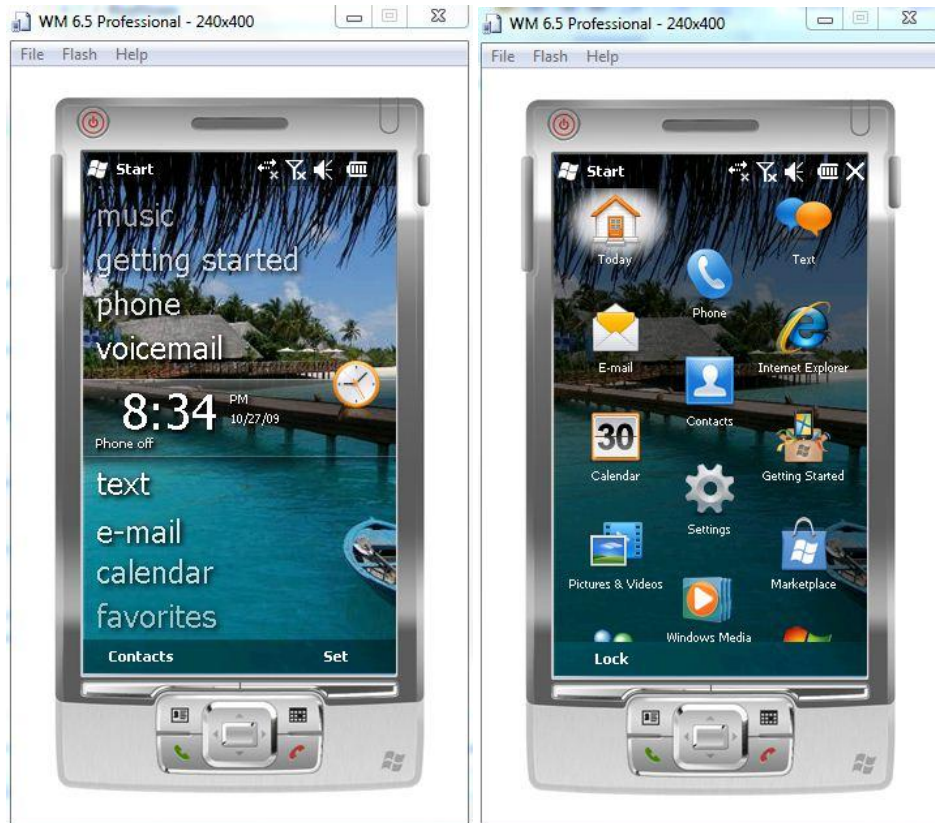 WM 6.5 Professional - 240x400
File Flash Help
Start
music
getting started
phone
voicemail
8:34 PM
10/27/09
Phone off
text
e-mail
calendar
favorites
Contacts Set
WM 6.5 Professional - 240x400
File Flash Help
Start
Today
Text
Phone
E-mail
Internet Explorer
Contacts
30
Calendar
Getting Started
Settings
Pictures & Videos
Marketplace
Windows Media
Lock